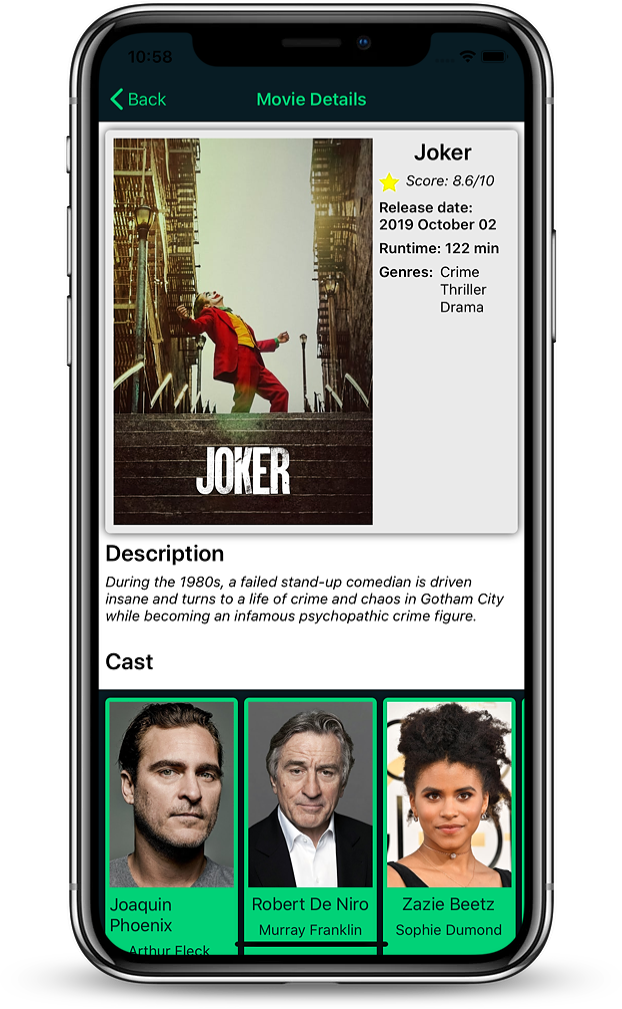 10:58
Back
Movie Details
Joker
Score: 8.6/10
Release date:
2019 October 02
Runtime: 122 min
Genres: Crime
Thriller
Drama
JOKER
Description
During the 1980s, a failed stand-up comedian is driven
insane and turns to a life of crime and chaos in Gotham City
while becoming an infamous psychopathic crime figure.
Cast
Joaquin
Phoenix
Arthur Fleck
Robert De Niro
Murray Franklin
Zazie Beetz
Sophie Dumond